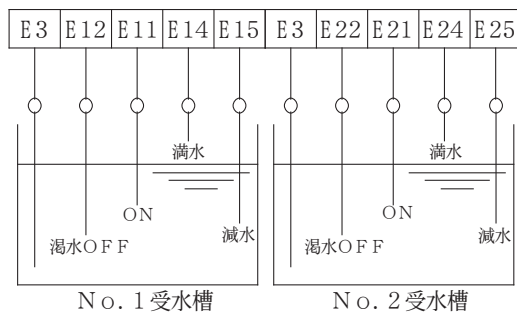 E3 E12 E11 E14 E15 E3 E22 E21 E24 E25
満水 満水
ON ON
渇水OFF 減水 渇水OFF 減水
No.1受水槽 No.2受水槽